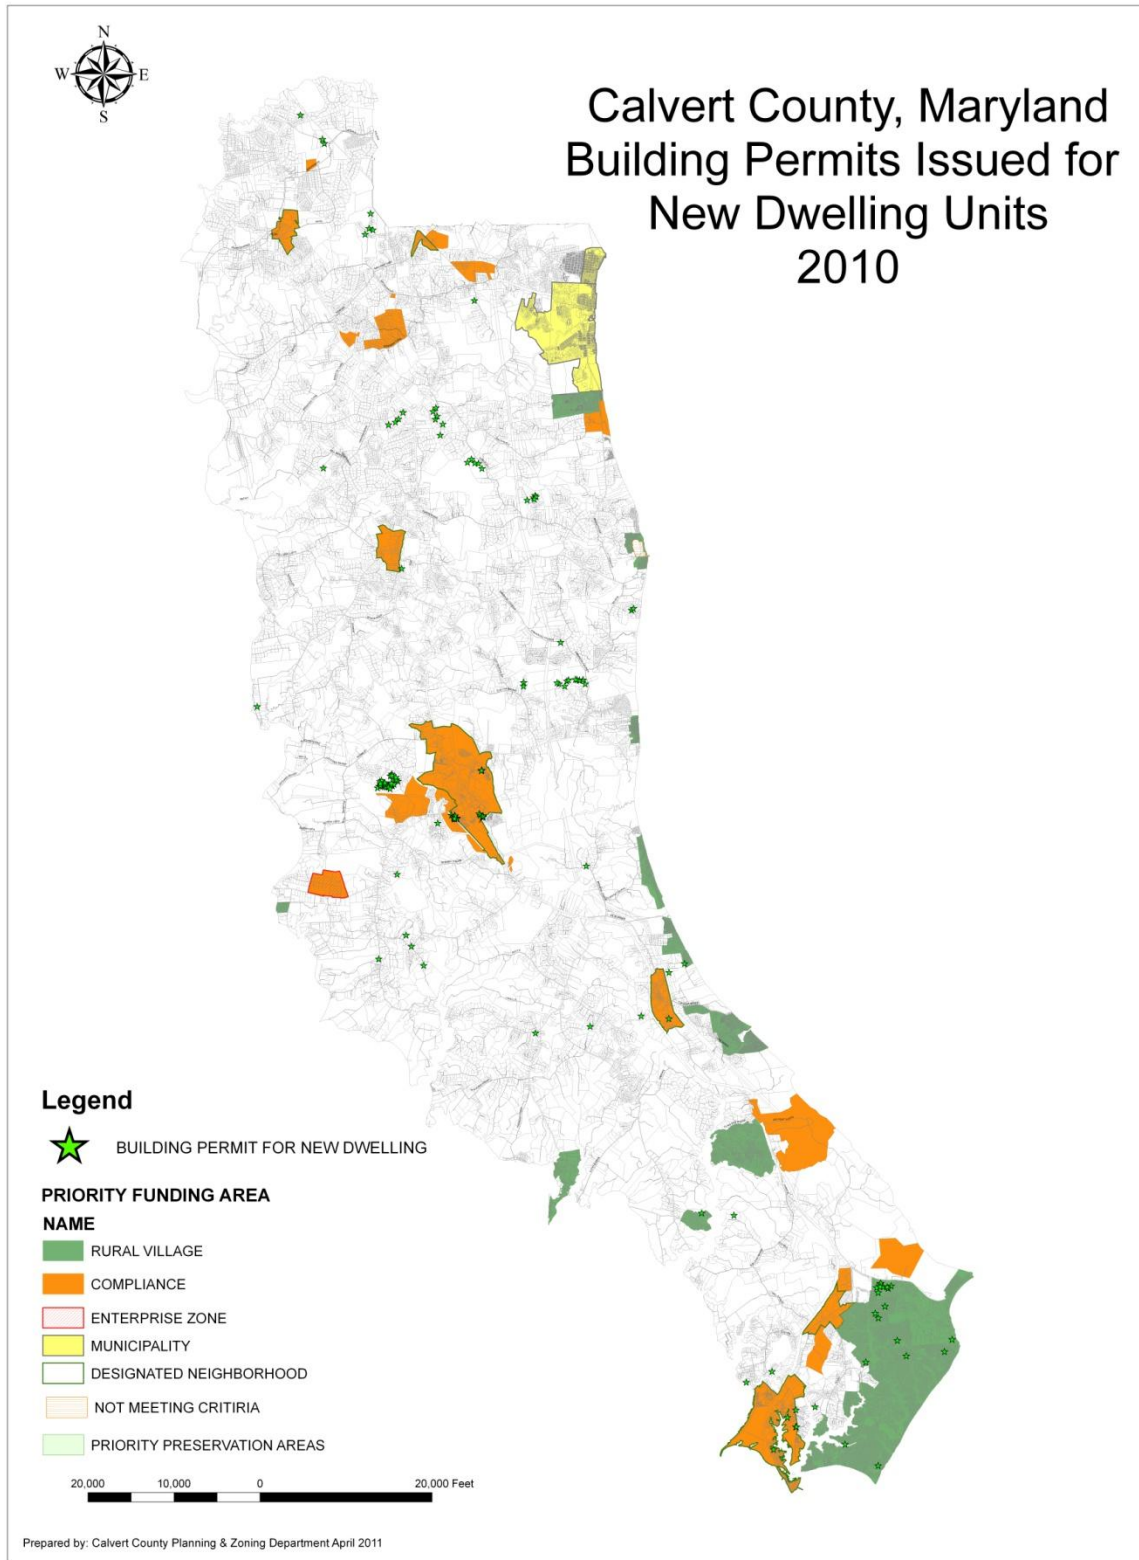 N
W E
S
Calvert County, Maryland
Building Permits Issued for
New Dwelling Units
2010
Legend
BUILDING PERMIT FOR NEW DWELLING
PRIORITY FUNDING AREA
NAME
RURAL VILLAGE
COMPLIANCE
ENTERPRISE ZONE
MUNICIPALITY
DESIGNATED NEIGHBORHOOD
NOT MEETING CRITIRIA
PRIORITY PRESERVATION AREAS
20,000 10,000 0 20,000 Feet
Prepared by: Calvert County Planning & Zoning Department April 2011